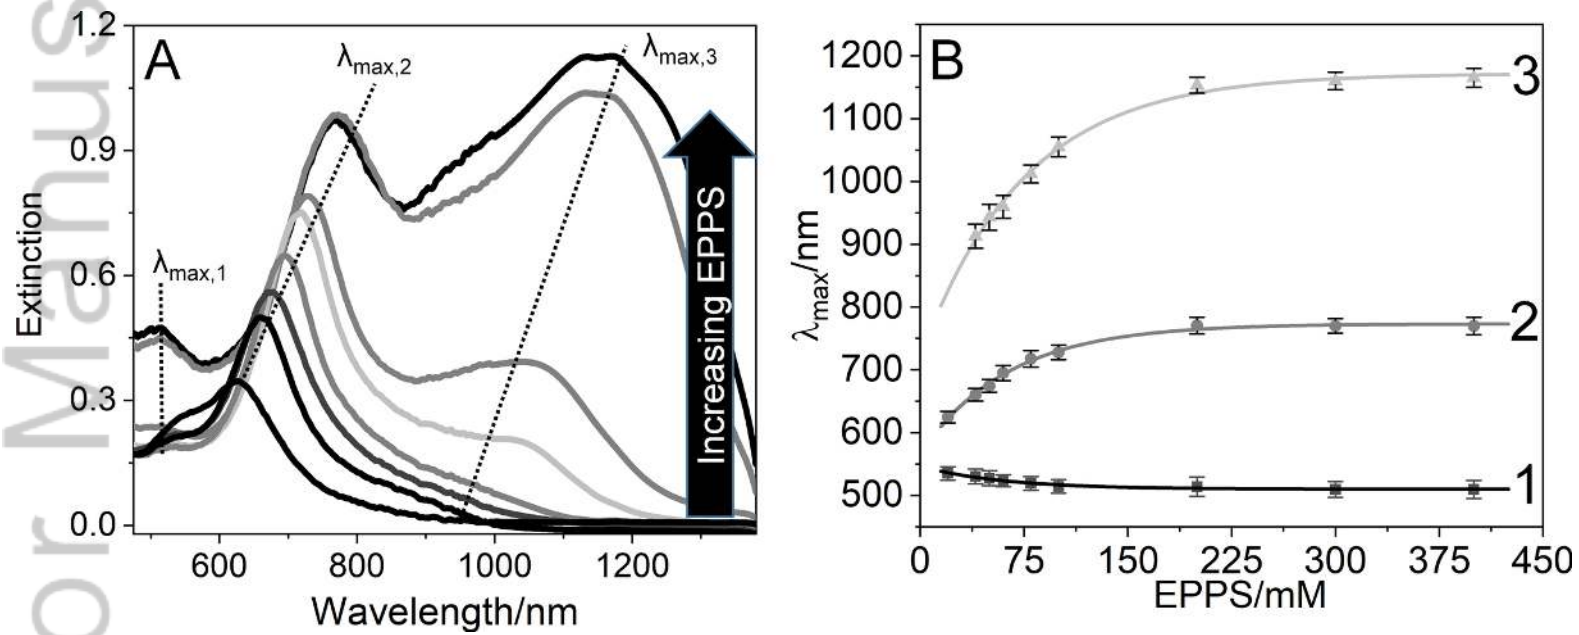 or Manus
A
Extinction
1.2
0.9
0.6
0.3
0.0
λmax,1
λmax,2
λmax,3
Increasing EPPS
600
800
1000
1200
Wavelength/nm
B
λmax/nm
1200
1100
1000
900
800
700
600
500
3
2
1
0
75
150
225
300
375
450
EPPS/mM